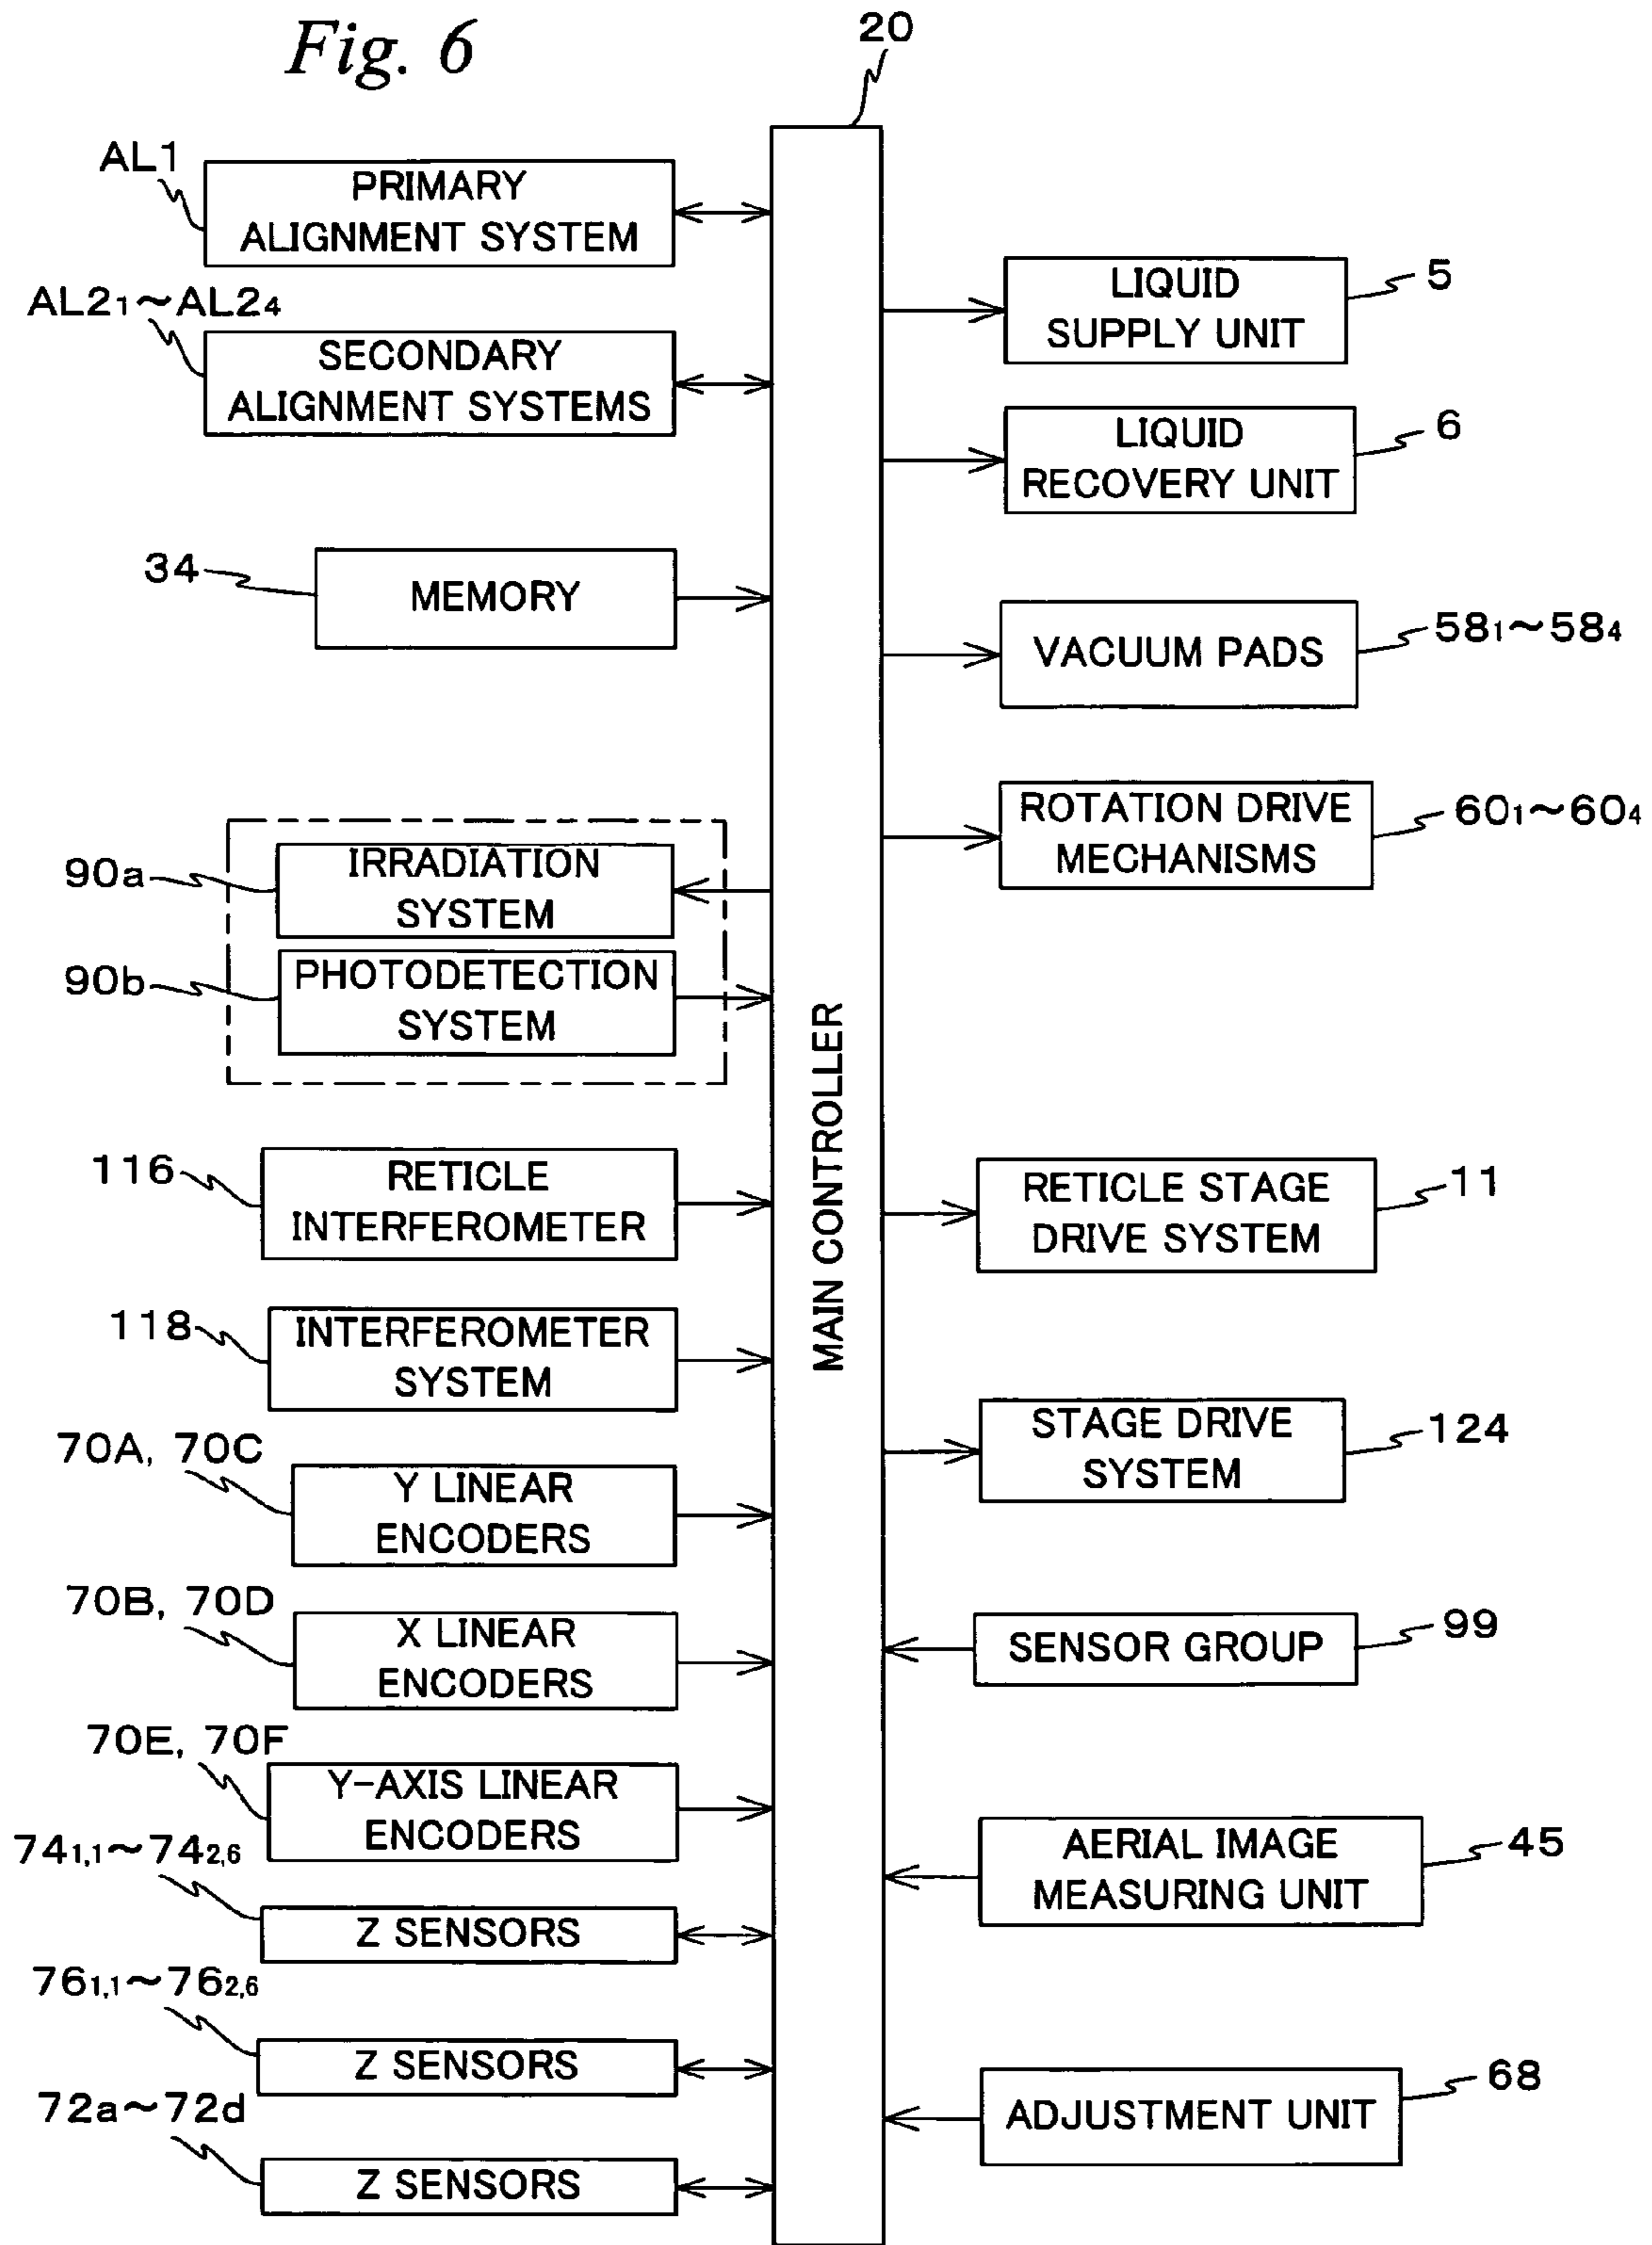 Fig. 6
20
AL1
PRIMARY
ALIGNMENT SYSTEM
AL2₁~AL2₄
SECONDARY
ALIGNMENT SYSTEMS
34
MEMORY
90a
IRRADIATION
SYSTEM
90b
PHOTODETECTION
SYSTEM
116
RETICLE
INTERFEROMETER
118
INTERFEROMETER
SYSTEM
70A, 70C
Y LINEAR
ENCODERS
70B, 70D
X LINEAR
ENCODERS
70E, 70F
Y-AXIS LINEAR
ENCODERS
74₁,₁~74₂,₆
Z SENSORS
76₁,₁~76₂,₆
Z SENSORS
72a~72d
Z SENSORS
MAIN CONTROLLER
LIQUID
SUPPLY UNIT
5
LIQUID
RECOVERY UNIT
6
VACUUM PADS
58₁~58₄
ROTATION DRIVE
MECHANISMS
60₁~60₄
RETICLE STAGE
DRIVE SYSTEM
11
STAGE DRIVE
SYSTEM
124
SENSOR GROUP
99
AERIAL IMAGE
MEASURING UNIT
45
ADJUSTMENT UNIT
68